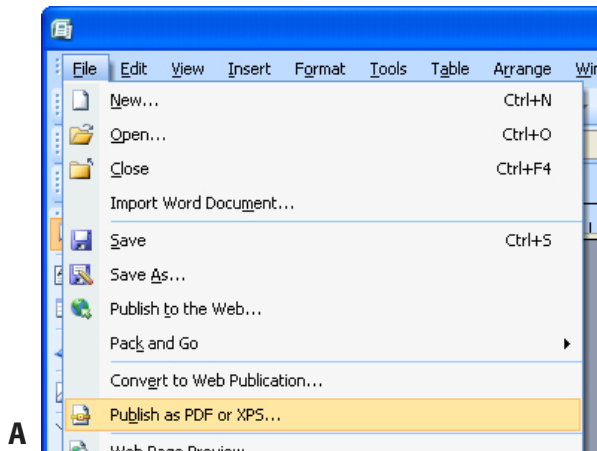 File Edit View Insert Format Tools Table Arrange
New... Ctrl+N
Open... Ctrl+O
Close Ctrl+F4
Import Word Document...
Save Ctrl+S
Save As...
Publish to the Web...
Pack and Go
Convert to Web Publication...
Publish as PDF or XPS...
A